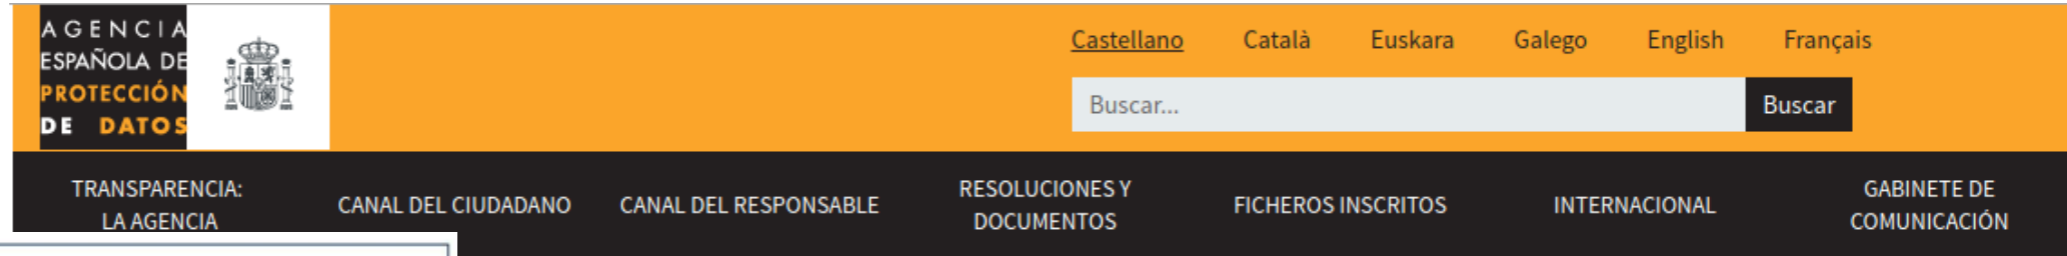 AGENCIA
ESPAÑOLA DE
PROTECCIÓN
DE DATOS
Castellano Català Euskara Galego English Français
Buscar... Buscar
TRANSPARENCIA:
LA AGENCIA
CANAL DEL CIUDADANO
CANAL DEL RESPONSABLE
RESOLUCIONES Y
DOCUMENTOS
FICHEROS INSCRITOS
INTERNACIONAL
GABINETE DE
COMUNICACIÓN